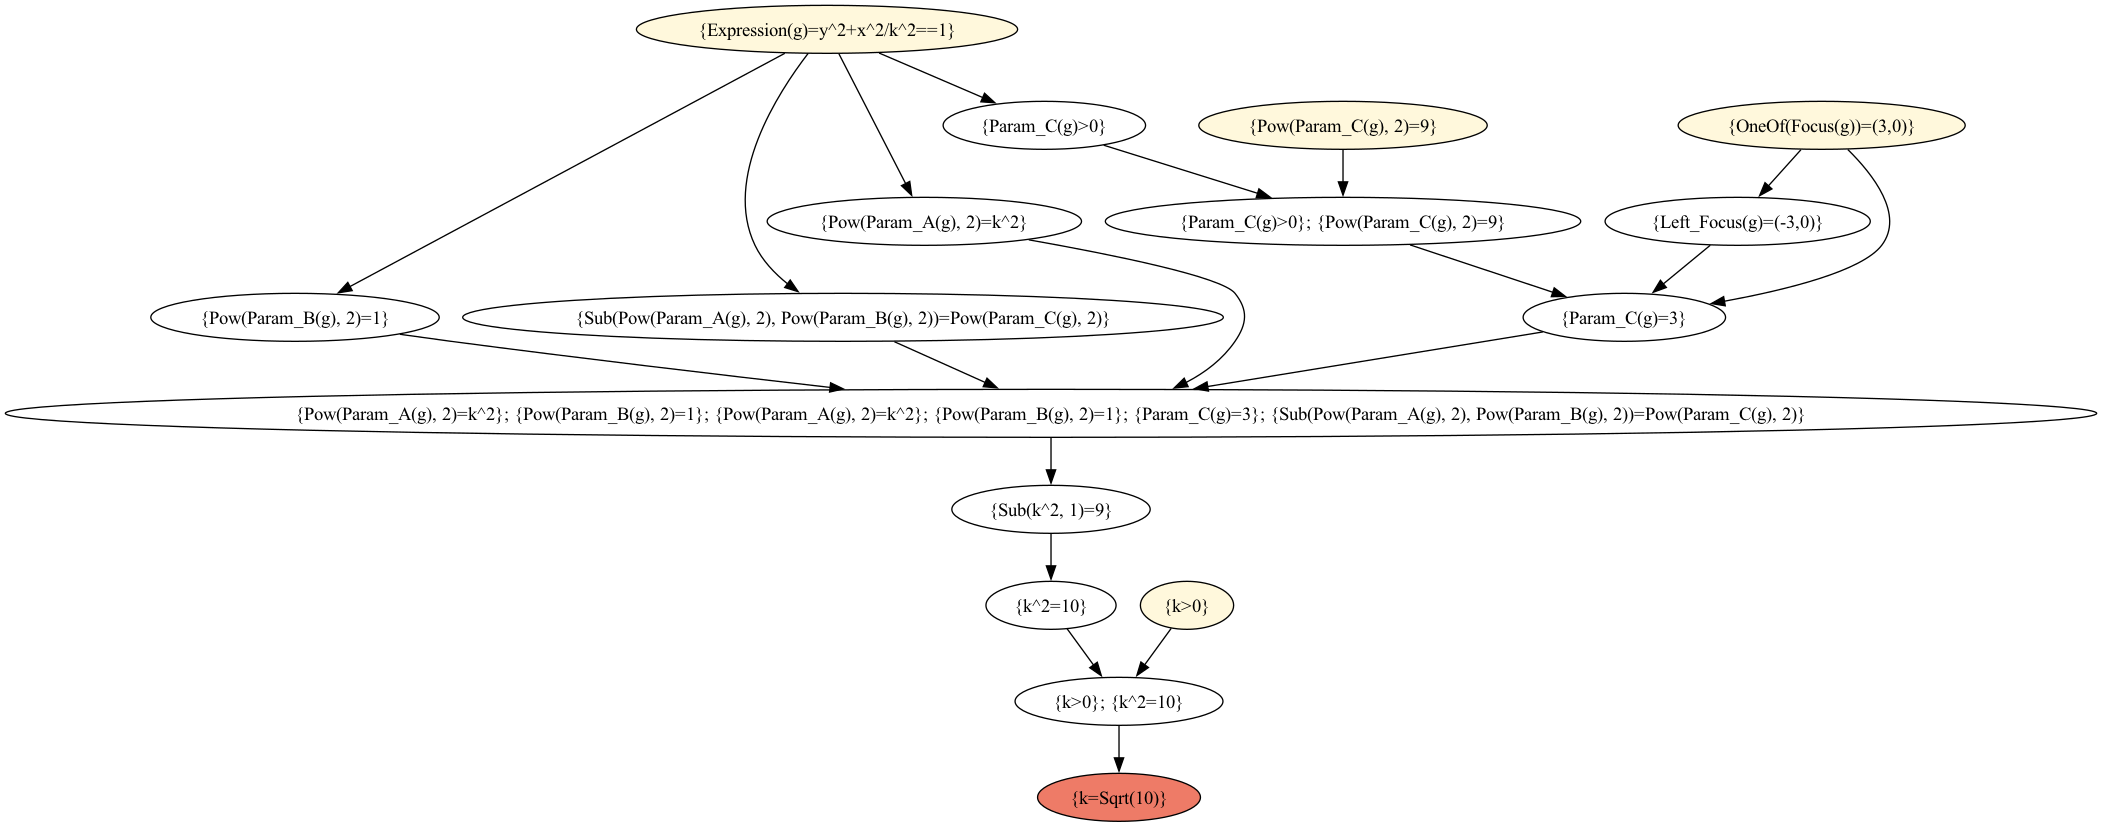 {Expression(g)=y^2+x^2/k^2==1}
{Param_C(g)>0}
{Pow(Param_C(g), 2)=9}
{OneOf(Focus(g))=(3,0)}
{Pow(Param_A(g), 2)=k^2}
{Param_C(g)>0}; {Pow(Param_C(g), 2)=9}
{Left_Focus(g)=(-3,0)}
{Pow(Param_B(g), 2)=1}
{Sub(Pow(Param_A(g), 2), Pow(Param_B(g), 2))=Pow(Param_C(g), 2)}
{Param_C(g)=3}
{Pow(Param_A(g), 2)=k^2}; {Pow(Param_B(g), 2)=1}; {Pow(Param_A(g), 2)=k^2}; {Pow(Param_B(g), 2)=1}; {Param_C(g)=3}; {Sub(Pow(Param_A(g), 2), Pow(Param_B(g), 2))=Pow(Param_C(g), 2)}
{Sub(k^2, 1)=9}
{k^2=10}
{k>0}
{k>0}; {k^2=10}
{k=Sqrt(10)}